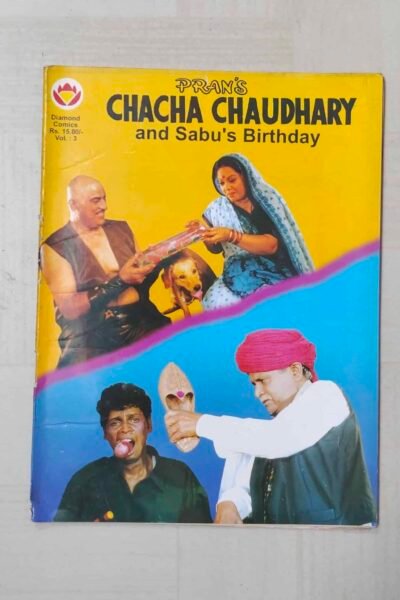 PRAN'S
CHACHA CHAUDHARY
and Sabu's Birthday
Diamond
Comics
Rs. 15.00/-
Vol. : 3